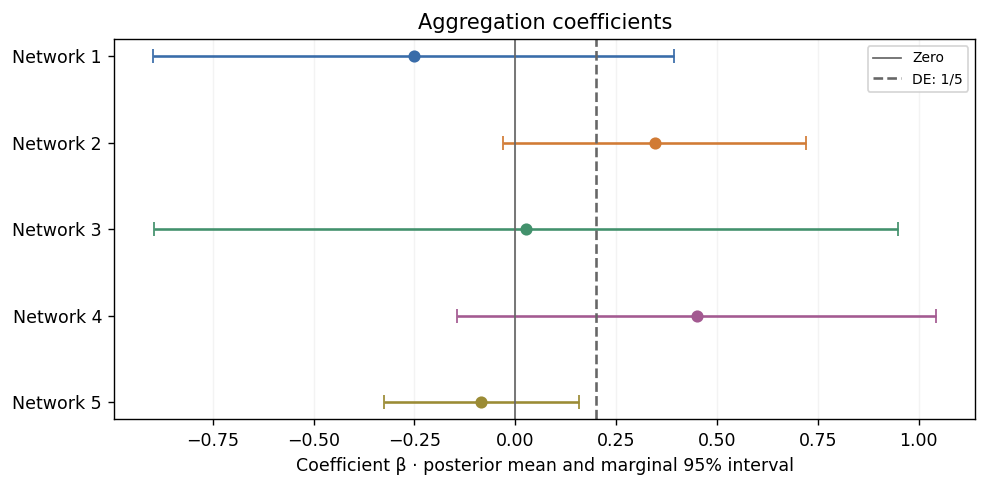 Aggregation coefficients
Network 1
Network 2
Network 3
Network 4
Network 5
Zero
DE: 1/5
−0.75
−0.50
−0.25
0.00
0.25
0.50
0.75
1.00
Coefficient β · posterior mean and marginal 95% interval